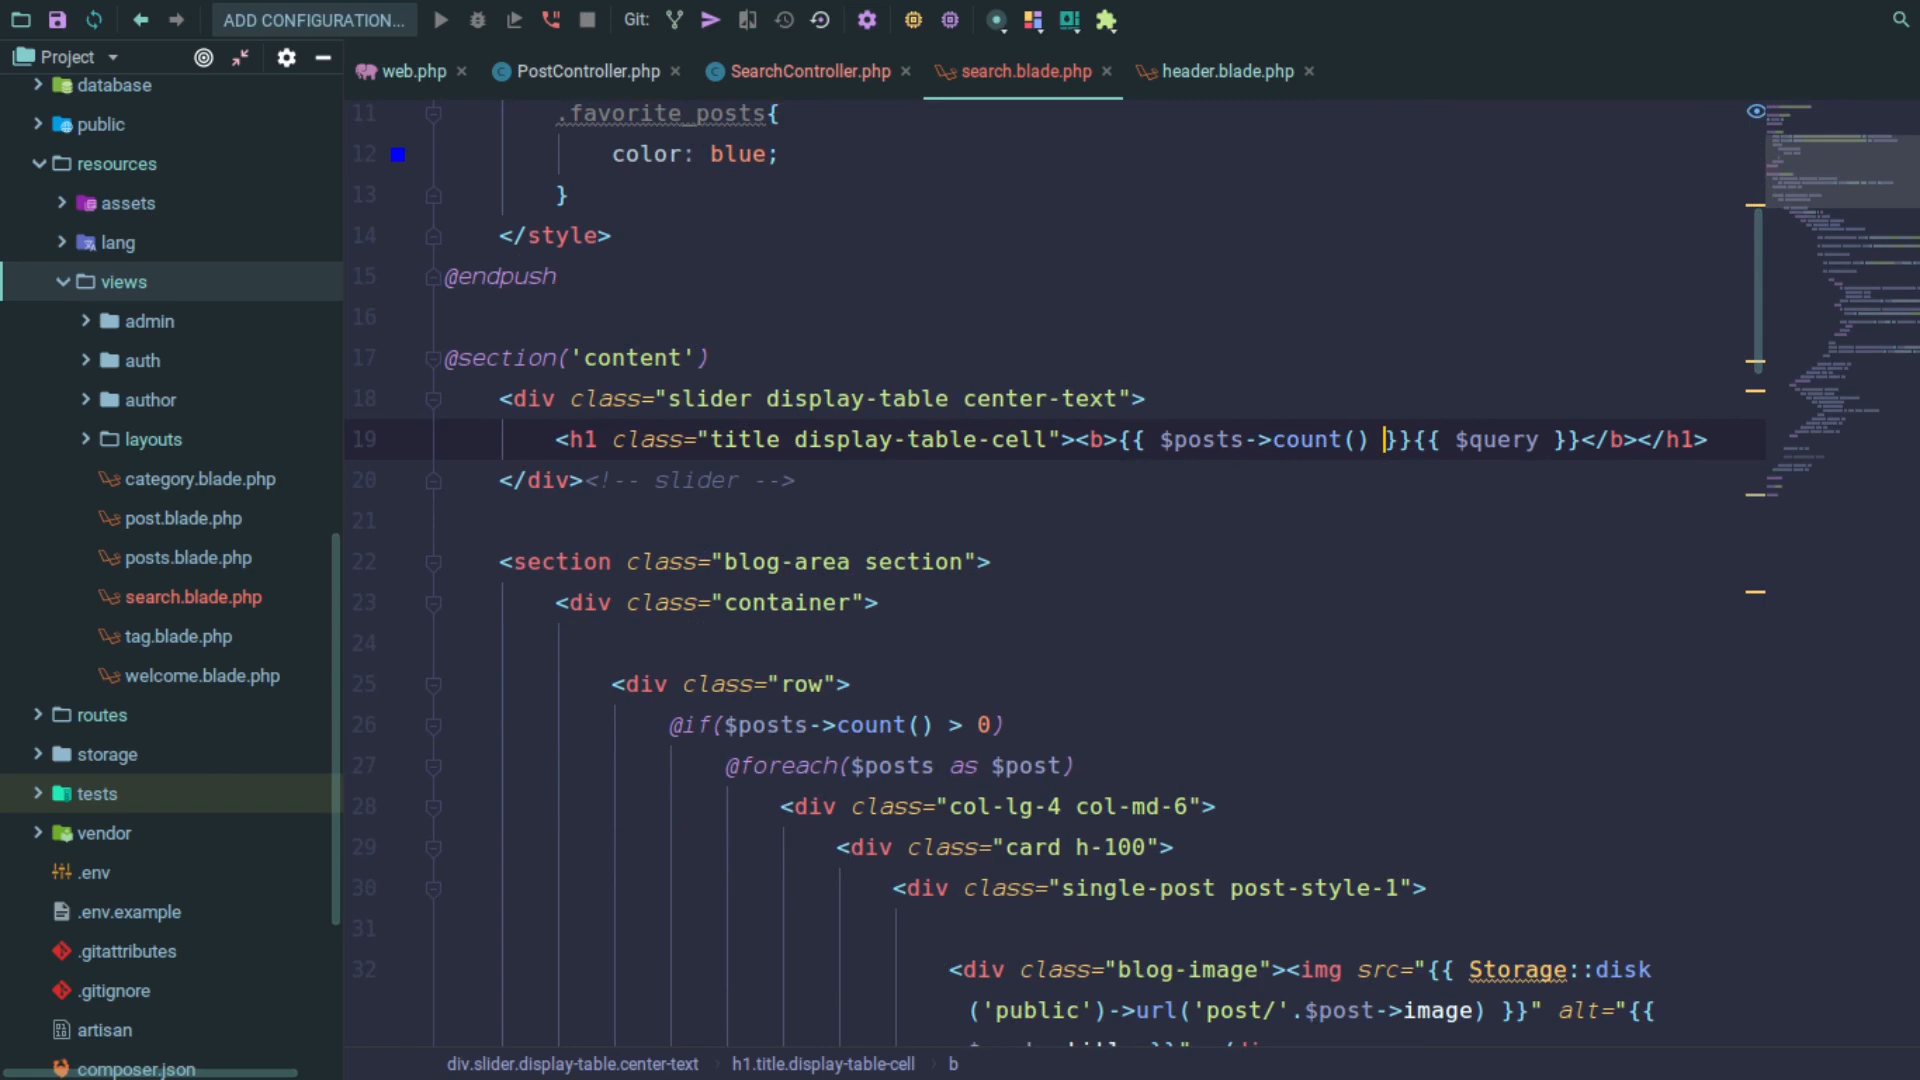 ADD CONFIGURATION...
Git:
Project
web.php
PostController.php
SearchController.php
search.blade.php
header.blade.php
database
public
resources
assets
lang
views
admin
auth
author
layouts
category.blade.php
post.blade.php
posts.blade.php
search.blade.php
tag.blade.php
welcome.blade.php
routes
storage
tests
vendor
.env
.env.example
.gitattributes
.gitignore
artisan
composer.json
11 .favorite_posts{
12 color: blue;
13 }
14 </style>
15 @endpush
16
17 @section('content')
18 <div class="slider display-table center-text">
19 <h1 class="title display-table-cell"><b>{{ $posts->count() }}{{ $query }}</b></h1>
20 </div><!-- slider -->
21
22 <section class="blog-area section">
23 <div class="container">
24
25 <div class="row">
26 @if($posts->count() > 0)
27 @foreach($posts as $post)
28 <div class="col-lg-4 col-md-6">
29 <div class="card h-100">
30 <div class="single-post post-style-1">
31
32 <div class="blog-image"><img src="{{ Storage::disk
('public')->url('post/'.$post->image) }}" alt="{{
div.slider.display-table.center-text
h1.title.display-table-cell
b